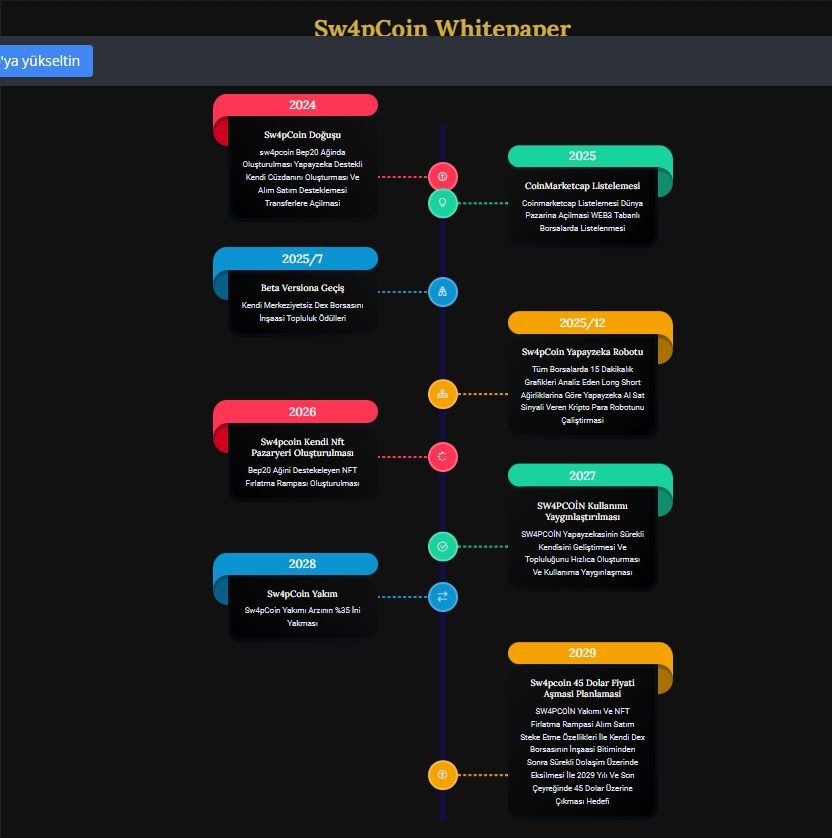 Sw4pCoin Whitepaper
'ya yükseltin
2024
Sw4pCoin Doğuşu
sw4pcoin Bep20 Ağında
Oluşturulması Yapayzeka Destekli
Kendi Cüzdanını Oluşturması Ve
Alım Satım Desteklemesi
Transferlere Açilmasi
2025
CoinMarketcap Listelemesi
Coinmarketcap Listelemesi Dünya
Pazarina Açilmasi WEB3 Tabanlı
Borsalarda Listelenmesi
2025/7
Beta Versiona Geçiş
Kendi Merkeziyetsiz Dex Borsasını
İnşaasi Topluluk Ödülleri
2025/12
Sw4pCoin Yapayzeka Robotu
Tüm Borsalarda 15 Dakikalık
Grafikleri Analiz Eden Long Short
Ağirliklarina Göre Yapayzeka Al Sat
Sinyali Veren Kripto Para Robotunu
Çaliştirmasi
2026
Sw4pcoin Kendi Nft
Pazaryeri Oluşturulması
Bep20 Ağini Destekeleyen NFT
Fırlatma Rampası Oluşturulması
2027
SW4PCOİN Kullanımı
Yaygınlaştırılması
SW4PCOİN Yapayzekasinin Sürekli
Kendisini Geliştirmesi Ve
Topluluğunu Hızlıca Oluşturması
Ve Kullanıma Yaygınlaşması
2028
Sw4pCoin Yakım
Sw4pCoin Yakımı Arzının %35 İni
Yakması
2029
Sw4pcoin 45 Dolar Fiyati
Aşmasi Planlamasi
SW4PCOİN Yakımı Ve NFT
Firlatma Rampasi Alım Satım
Steke Etme Özellikleri İle Kendi Dex
Borsasının İnşaasi Bitiminden
Sonra Sürekli Dolaşim Üzerinde
Eksilmesi İle 2029 Yılı Ve Son
Çeyreğinde 45 Dolar Üzerine
Çıkması Hedefi